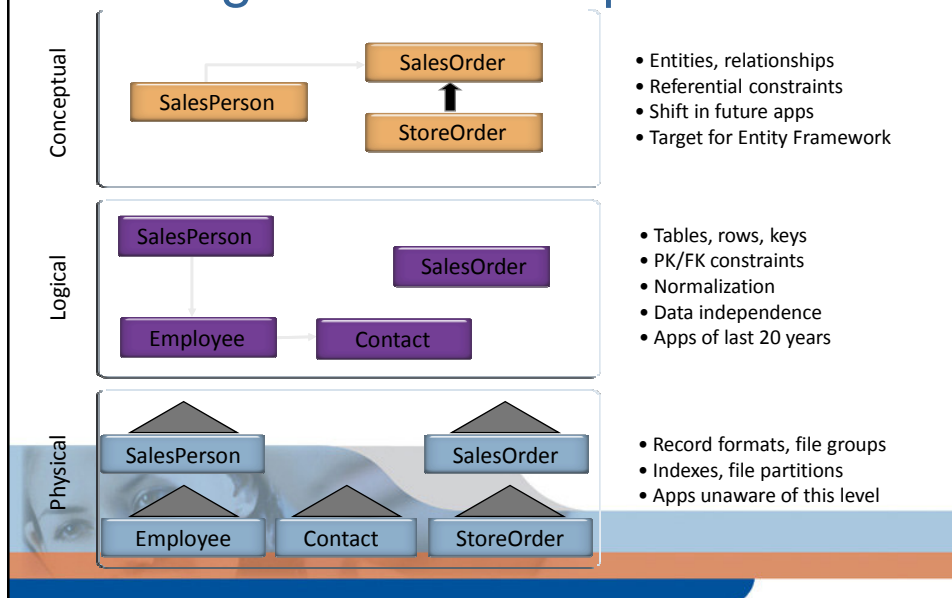 Conceptual
SalesOrder
SalesPerson
StoreOrder
• Entities, relationships
• Referential constraints
• Shift in future apps
• Target for Entity Framework
Logical
SalesPerson
SalesOrder
Employee
Contact
• Tables, rows, keys
• PK/FK constraints
• Normalization
• Data independence
• Apps of last 20 years
Physical
SalesPerson
SalesOrder
Employee
Contact
StoreOrder
• Record formats, file groups
• Indexes, file partitions
• Apps unaware of this level